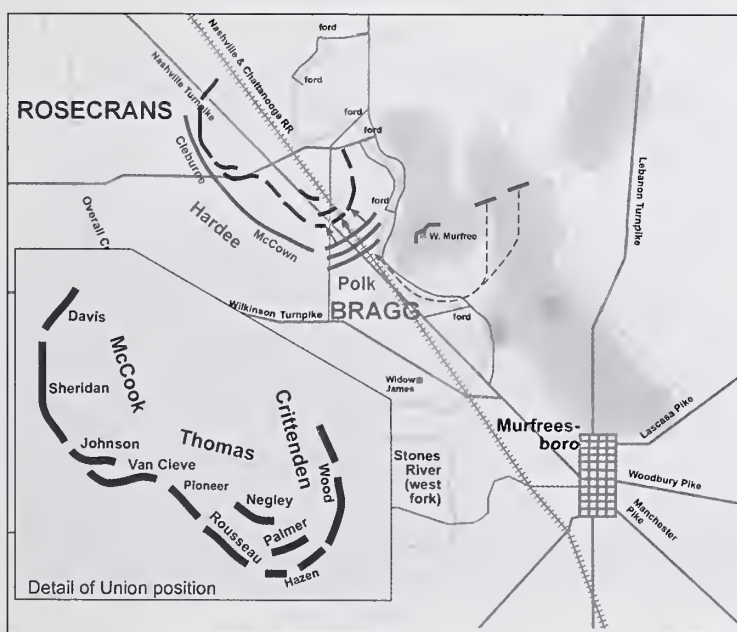 ford
ford
ford
Nashville Turnpike
Nashville & Chattanooga RR
ROSECRANS
ford
Cleburne
Hardee
McCown
ford
W. Murfree
Lebanon Turnpike
Overall Cr
Polk
BRAGG
Wilkinson Turnpike
ford
Widow
James
Murfrees-
boro
Lascasa Pike
Woodbury Pike
Manchester
Pike
Stones
River
(west
fork)
Davis
McCook
Sheridan
Johnson
Van Cleve
Thomas
Crittenden
Wood
Pioneer
Negley
Rousseau
Palmer
Hazen
Detail of Union position